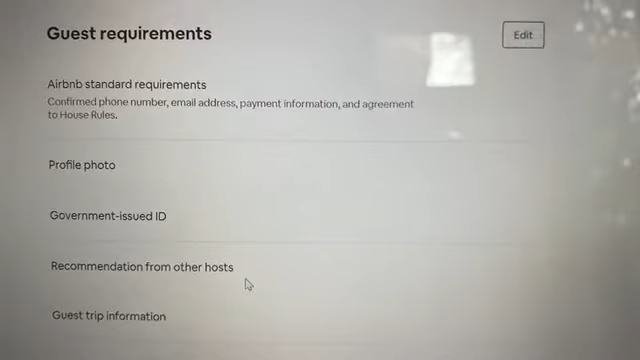 Guest requirements
Edit
Airbnb standard requirements
Confirmed phone number, email address, payment information, and agreement
to House Rules.
Profile photo
Government-issued ID
Recommendation from other hosts
Guest trip information